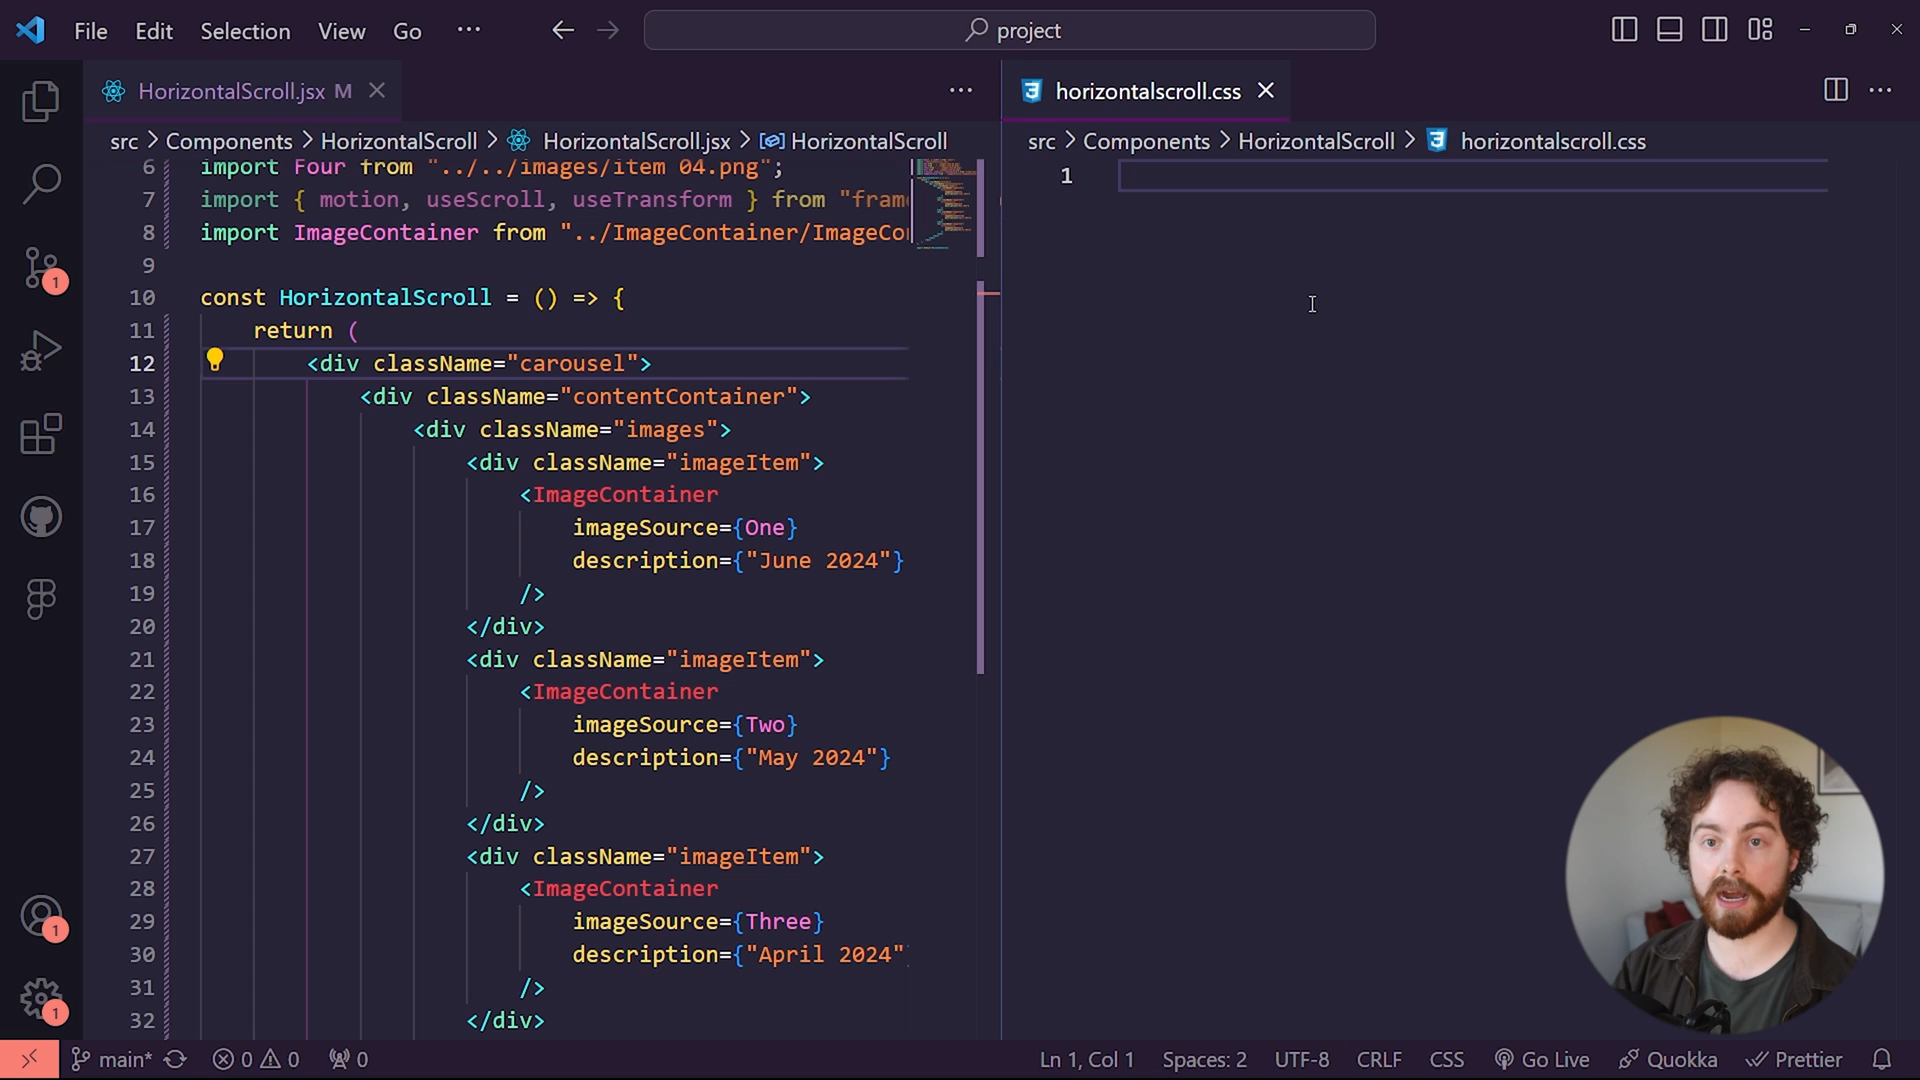 File Edit Selection View Go ··· project
HorizontalScroll.jsx M
src > Components > HorizontalScroll > HorizontalScroll.jsx > HorizontalScroll
6 import Four from "../../images/item 04.png";
7 import { motion, useScroll, useTransform } from "fram
8 import ImageContainer from "../ImageContainer/ImageCo
9
10 const HorizontalScroll = () => {
11 return (
12 <div className="carousel">
13 <div className="contentContainer">
14 <div className="images">
15 <div className="imageItem">
16 <ImageContainer
17 imageSource={One}
18 description={"June 2024"}
19 />
20 </div>
21 <div className="imageItem">
22 <ImageContainer
23 imageSource={Two}
24 description={"May 2024"}
25 />
26 </div>
27 <div className="imageItem">
28 <ImageContainer
29 imageSource={Three}
30 description={"April 2024"
31 />
32 </div>
horizontalscroll.css
src > Components > HorizontalScroll > horizontalscroll.css
1
1
1
1
main* 0 0 0 Ln 1, Col 1 Spaces: 2 UTF-8 CRLF CSS Go Live Quokka Prettier